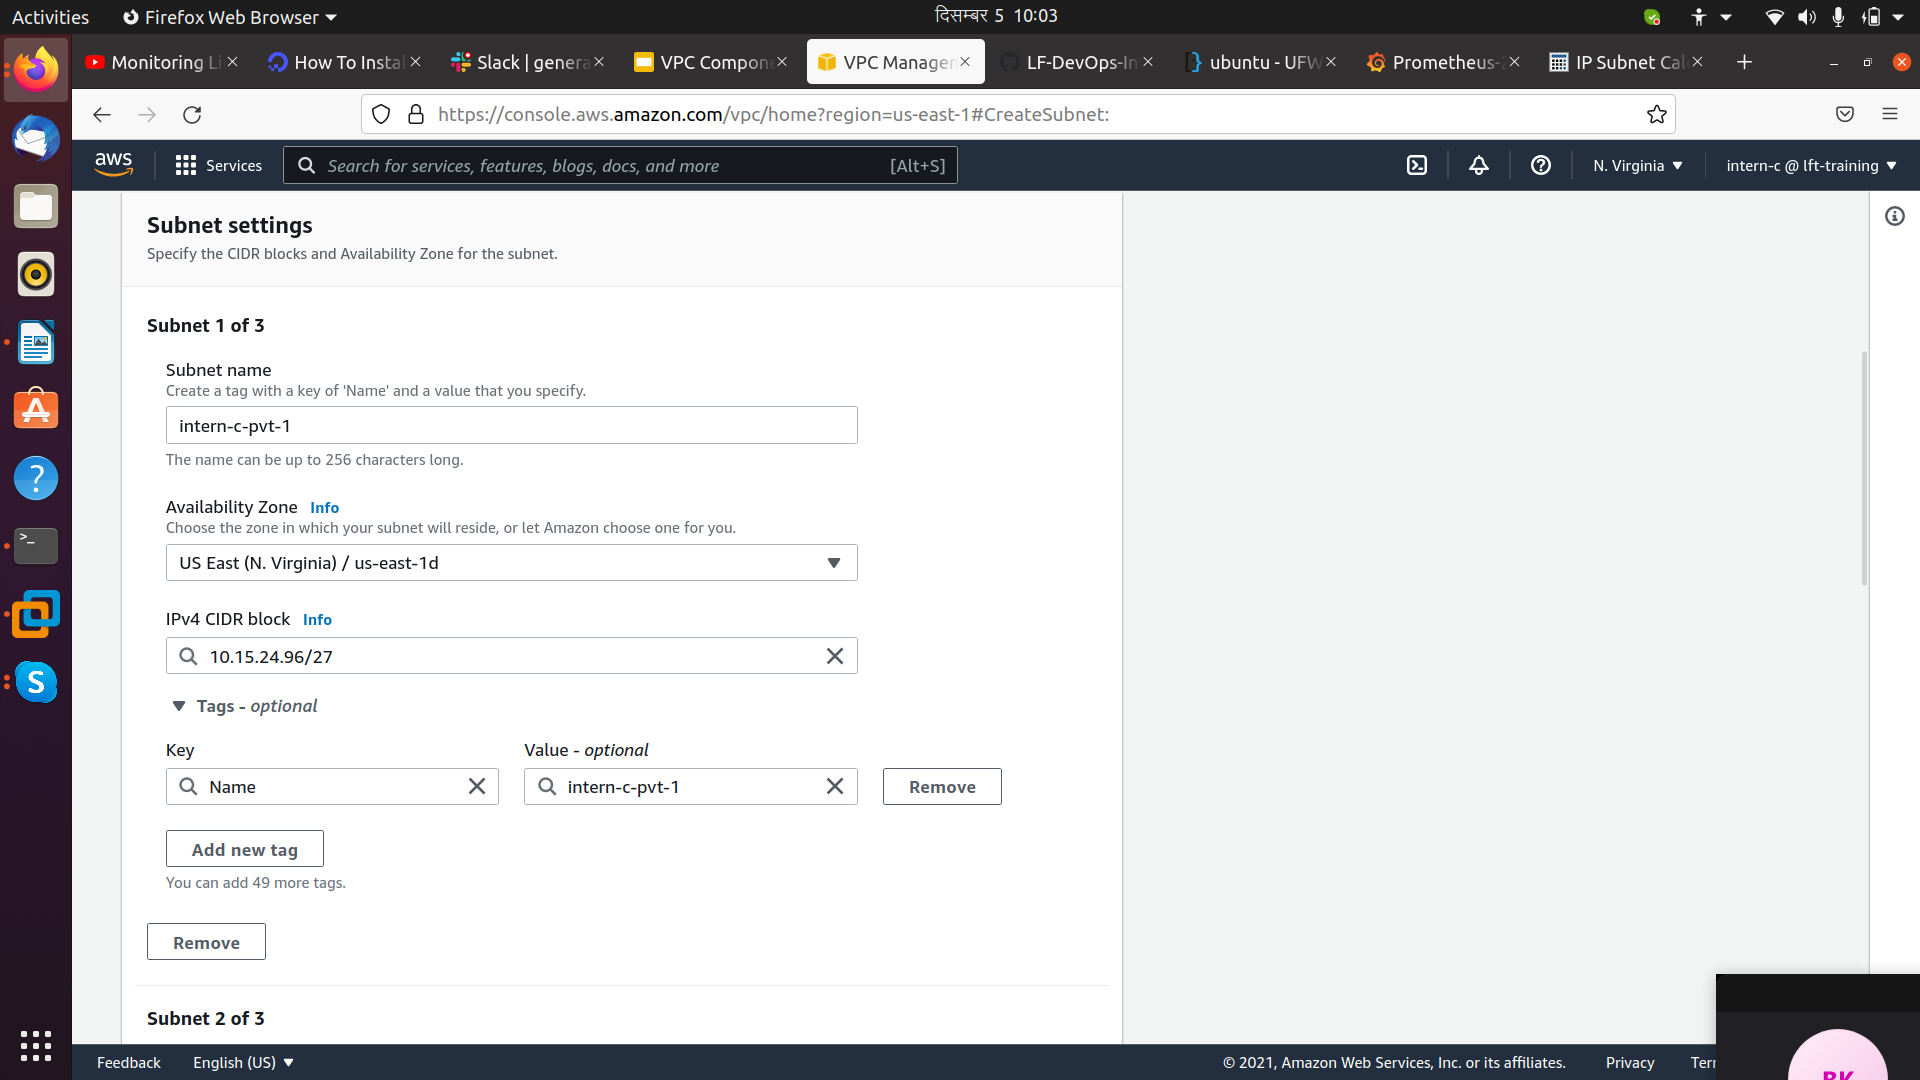 Activities
Firefox Web Browser
दिसम्बर 5 10:03
Monitoring Li
How To Instal
Slack | genera
VPC Compon
VPC Managem
LF-DevOps-In
ubuntu - UFW
Prometheus-
IP Subnet Cal
https://console.aws.amazon.com/vpc/home?region=us-east-1#CreateSubnet:
aws
Services
Search for services, features, blogs, docs, and more
[Alt+S]
N. Virginia
intern-c @ lft-training
Subnet settings
Specify the CIDR blocks and Availability Zone for the subnet.
Subnet 1 of 3
Subnet name
Create a tag with a key of 'Name' and a value that you specify.
intern-c-pvt-1
The name can be up to 256 characters long.
Availability Zone Info
Choose the zone in which your subnet will reside, or let Amazon choose one for you.
US East (N. Virginia) / us-east-1d
IPv4 CIDR block Info
10.15.24.96/27
Tags - optional
Key
Value - optional
Name
intern-c-pvt-1
Remove
Add new tag
You can add 49 more tags.
Remove
Subnet 2 of 3
Feedback
English (US)
© 2021, Amazon Web Services, Inc. or its affiliates.
Privacy
Ter